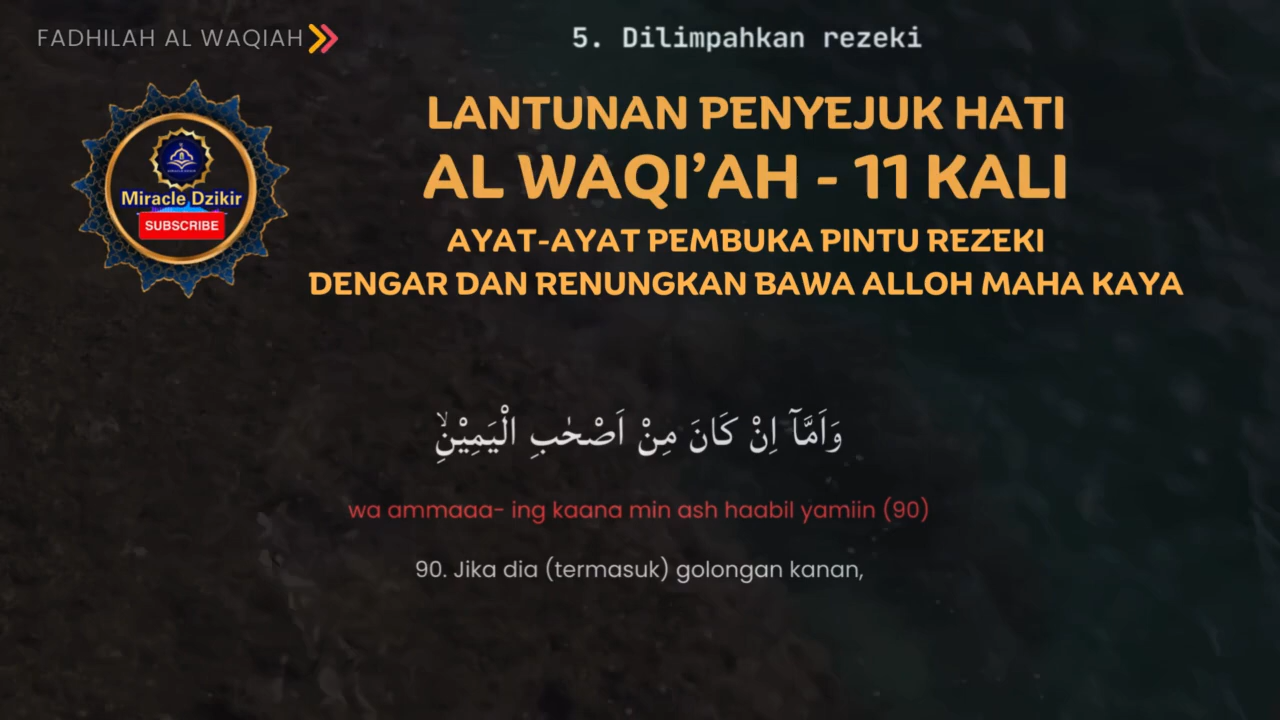 FADHILAH AL WAQIAH
5. Dilimpahkan rezeki
LANTUNAN PENYEJUK HATI
AL WAQI’AH - 11 KALI
AYAT-AYAT PEMBUKA PINTU REZEKI
DENGAR DAN RENUNGKAN BAWA ALLOH MAHA KAYA
Miracle Dzikir
SUBSCRIBE
وَاَمَّآ اِنْ كَانَ مِنْ اَصْحٰبِ الْيَمِيْنِۙ
wa ammaaa- ing kaana min ash haabil yamiin (90)
90. Jika dia (termasuk) golongan kanan,